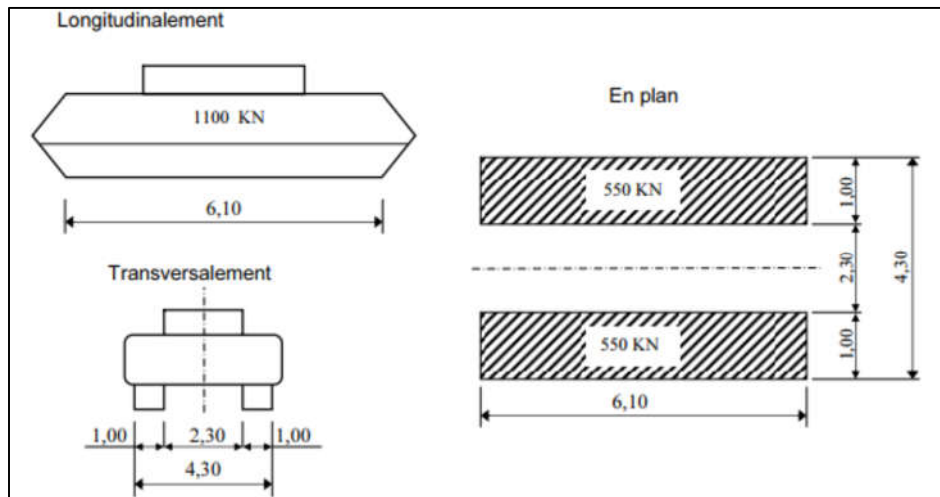 Longitudinalement
1100 KN
6,10
Transversalement
1,00 2,30 1,00
4,30
En plan
550 KN
550 KN
1,00
2,30
1,00
4,30
6,10